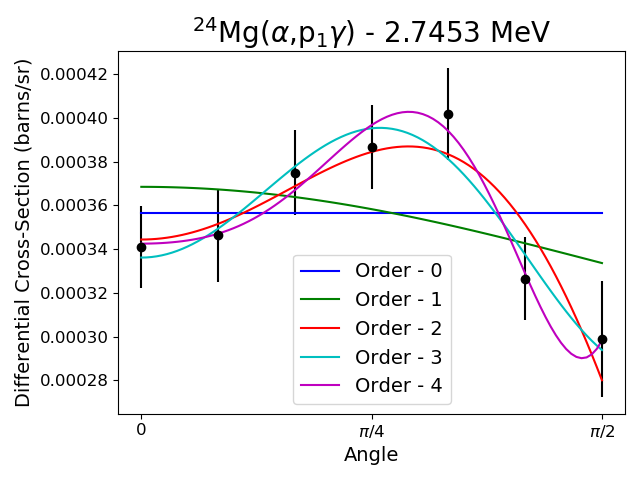 ²⁴Mg(α,p₁γ) - 2.7453 MeV
Differential Cross-Section (barns/sr)
0.00042
0.00040
0.00038
0.00036
0.00034
0.00032
0.00030
0.00028
Order - 0
Order - 1
Order - 2
Order - 3
Order - 4
0 π/4 π/2
Angle